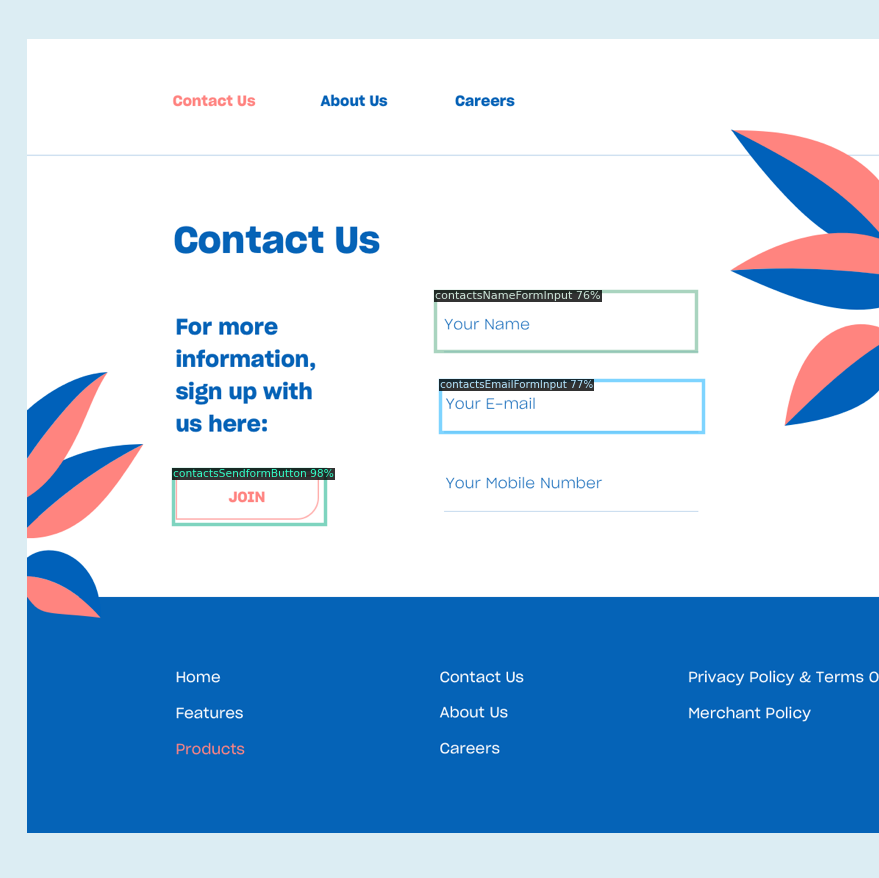 Contact Us
About Us
Careers
Contact Us
For more
information,
sign up with
us here:
contactsSendformButton 98%
JOIN
contactsNameFormInput 76%
Your Name
contactsEmailFormInput 77%
Your E-mail
Your Mobile Number
Home
Features
Products
Contact Us
About Us
Careers
Privacy Policy & Terms O
Merchant Policy